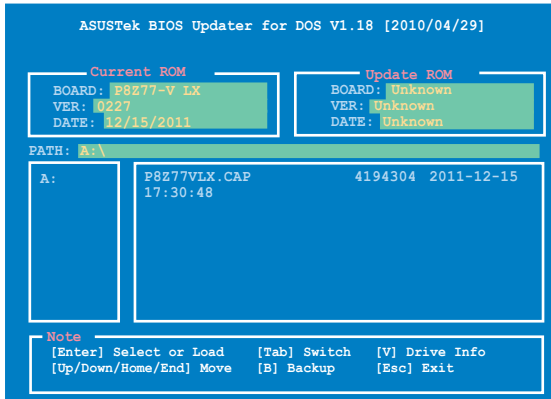 ASUSTek BIOS Updater for DOS V1.18 [2010/04/29]
Current ROM
BOARD: P8Z77-V LX
VER: 0227
DATE: 12/15/2011
Update ROM
BOARD: Unknown
VER: Unknown
DATE: Unknown
PATH: A:\
A:
P8Z77VLX.CAP 4194304 2011-12-15
17:30:48
Note
[Enter] Select or Load [Tab] Switch [V] Drive Info
[Up/Down/Home/End] Move [B] Backup [Esc] Exit